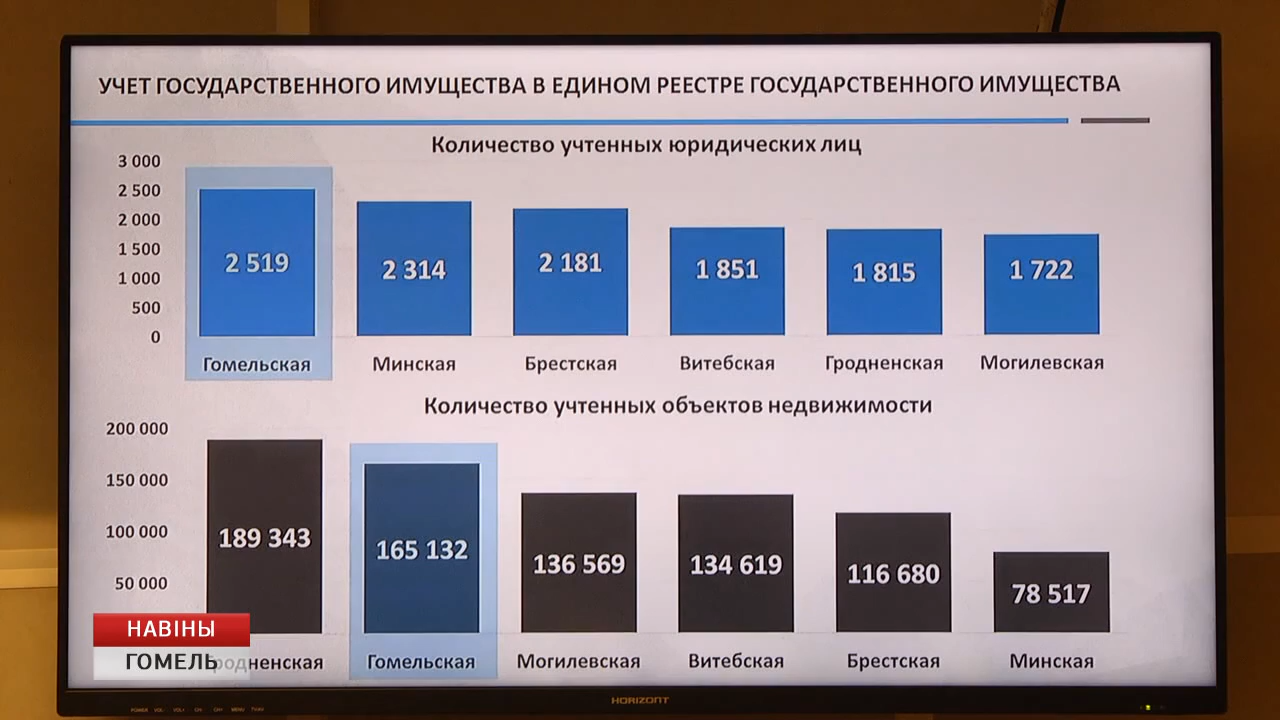 УЧЕТ ГОСУДАРСТВЕННОГО ИМУЩЕСТВА В ЕДИНОМ РЕЕСТРЕ ГОСУДАРСТВЕННОГО ИМУЩЕСТВА
Количество учтенных юридических лиц
3 000
2 500
2 000
1 500
1 000
500
0
2 519
2 314
2 181
1 851
1 815
1 722
Гомельская
Минская
Брестская
Витебская
Гродненская
Могилевская
Количество учтенных объектов недвижимости
200 000
150 000
100 000
50 000
189 343
165 132
136 569
134 619
116 680
78 517
Гродненская
Гомельская
Могилевская
Витебская
Брестская
Минская
НАВІНЫ
ГОМЕЛЬ
HORIZONT